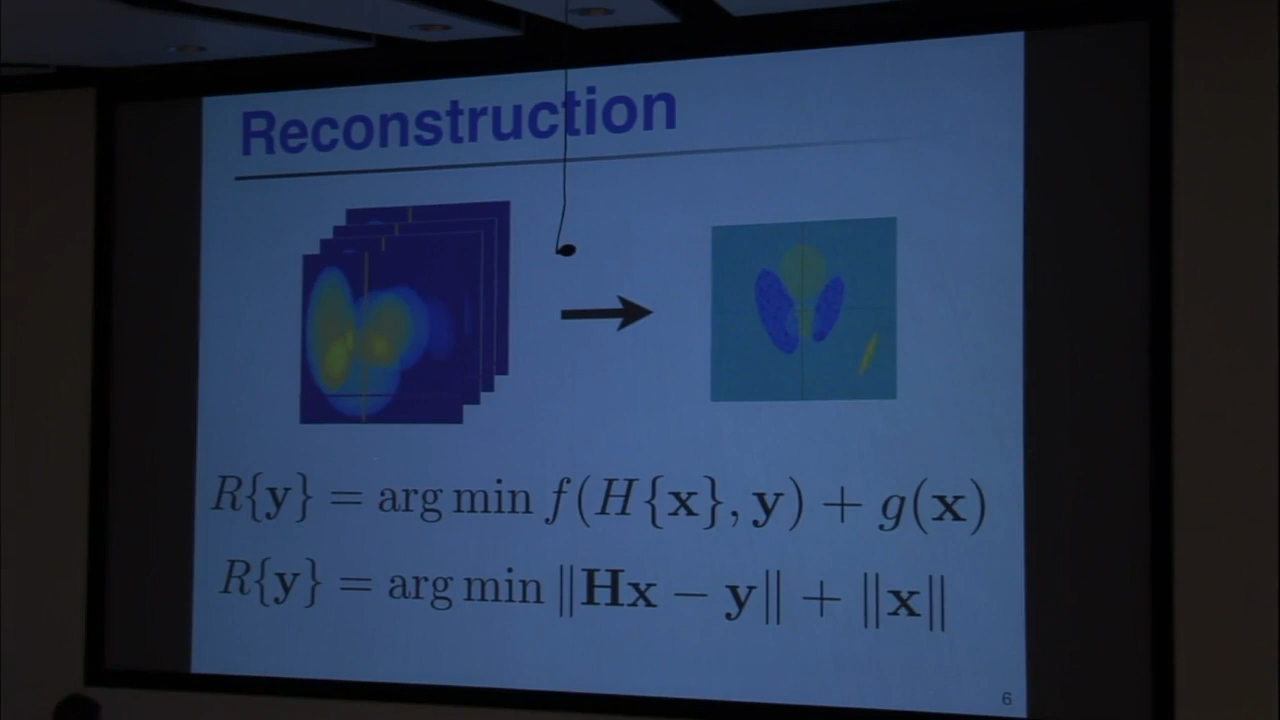 Reconstruction
R{y} = arg min f(H{x}, y) + g(x)
R{y} = arg min ‖Hx − y‖ + ‖x‖
6